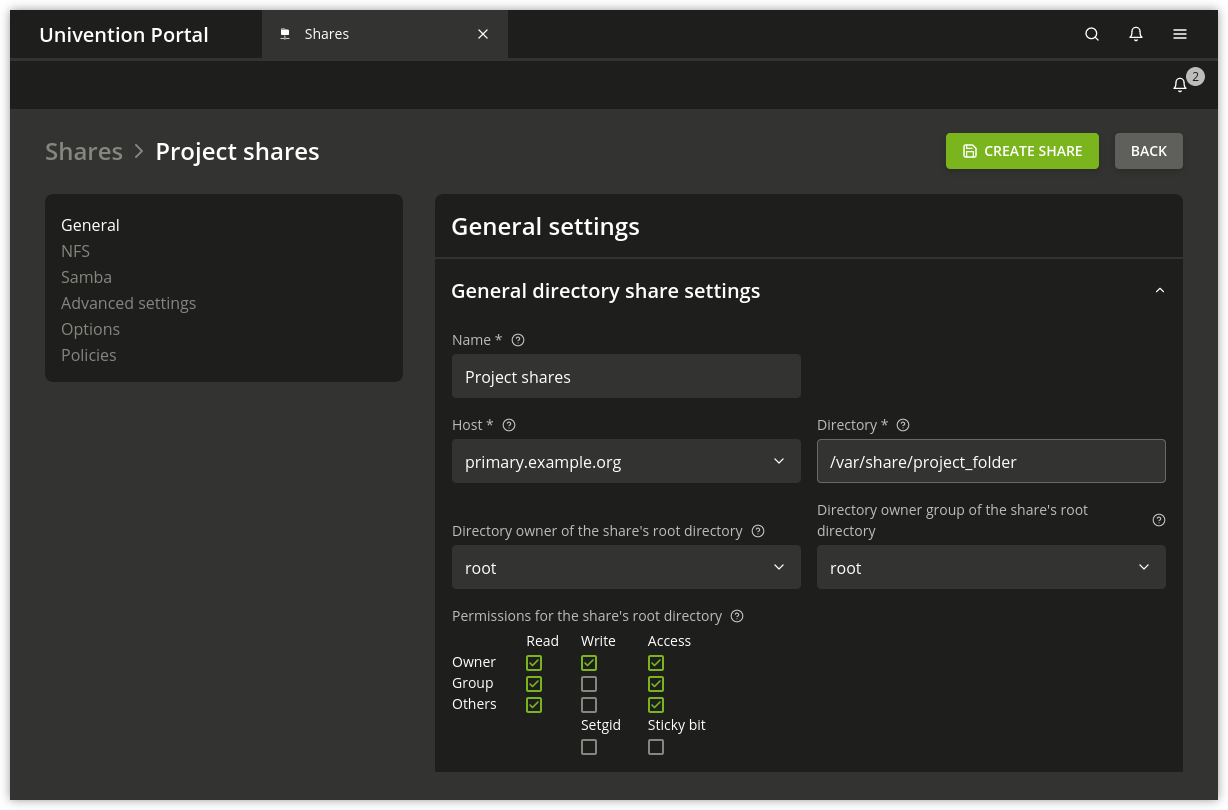 Univention Portal
Shares
2
Shares > Project shares
CREATE SHARE
BACK
General
NFS
Samba
Advanced settings
Options
Policies
General settings
General directory share settings
Name *
Project shares
Host *
Directory *
primary.example.org
/var/share/project_folder
Directory owner of the share's root directory
Directory owner group of the share's root
directory
root
root
Permissions for the share's root directory
Read Write Access
Owner
Group
Others
Setgid Sticky bit